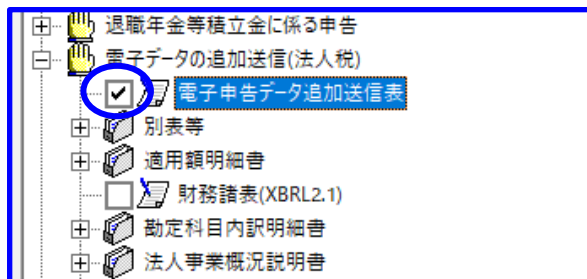 退職年金等積立金に係る申告
電子データの追加送信(法人税)
電子申告データ追加送信表
別表等
適用額明細書
財務諸表(XBRL2.1)
勘定科目内訳明細書
法人事業概況説明書